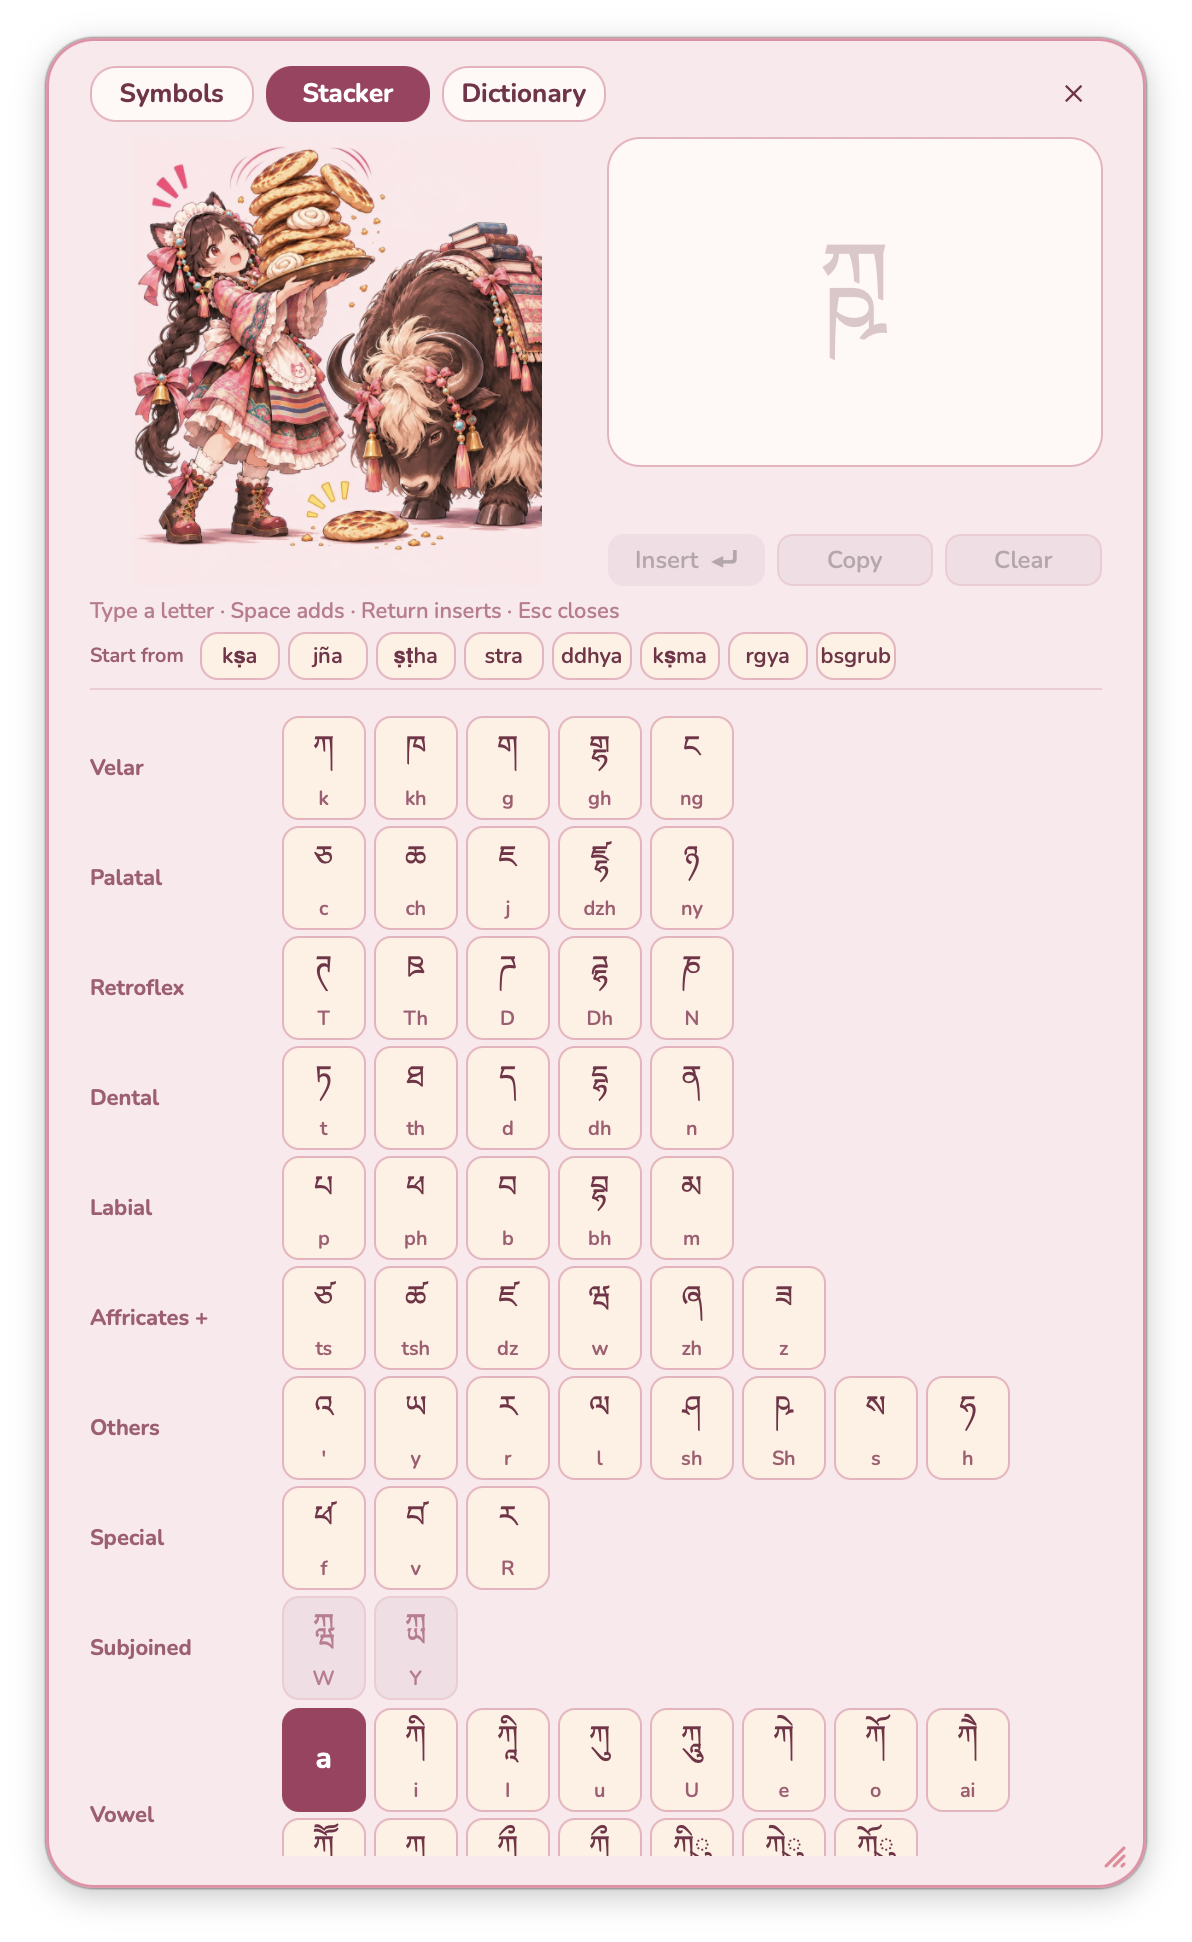 Symbols Stacker Dictionary ×
ཀྵ
Insert Copy Clear
Type a letter · Space adds · Return inserts · Esc closes
Start from kṣa jña ṣṭha stra ddhya kṣma rgya bsgrub
Velar
ཀ ཁ ག གྷ ང
k kh g gh ng
Palatal
ཅ ཆ ཇ ཛྷ ཉ
c ch j dzh ny
Retroflex
ཊ ཋ ཌ ཌྷ ཎ
T Th D Dh N
Dental
ཏ ཐ ད དྷ ན
t th d dh n
Labial
པ ཕ བ བྷ མ
p ph b bh m
Affricates +
ཙ ཚ ཛ ཝ ཞ ཟ
ts tsh dz w zh z
Others
འ ཡ ར ལ ཤ ཥ ས ཧ
' y r l sh Sh s h
Special
ཕ༹ བ༹ ཪ
f v R
Subjoined
ཀྺ ཀྻ
W Y
Vowel
a ཀི ཀཱི ཀུ ཀཱུ ཀེ ཀོ ཀཻ
i I u U e o ai
ཀཽ